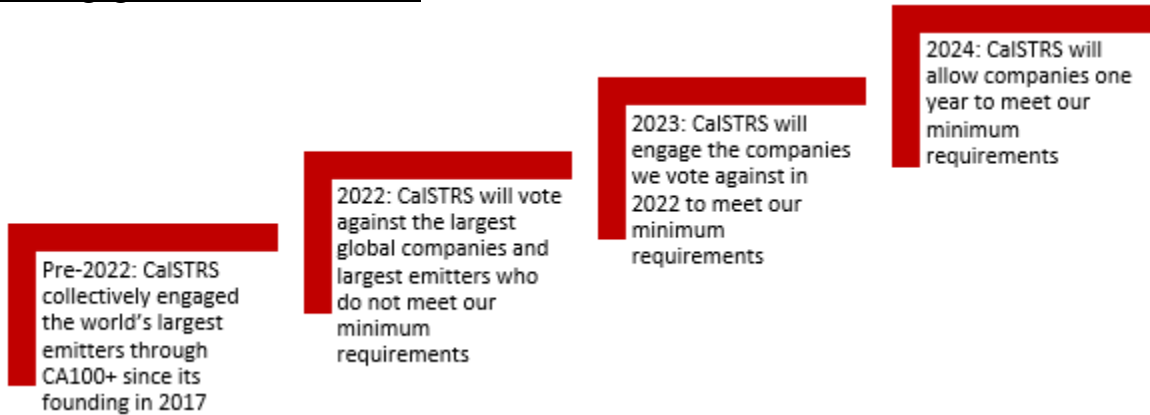 Pre-2022: CalSTRS
collectively engaged
the world's largest
emitters through
CA100+ since its
founding in 2017
2022: CalSTRS will vote
against the largest
global companies and
largest emitters who
do not meet our
minimum
requirements
2023: CalSTRS will
engage the companies
we vote against in
2022 to meet our
minimum
requirements
2024: CalSTRS will
allow companies one
year to meet our
minimum
requirements